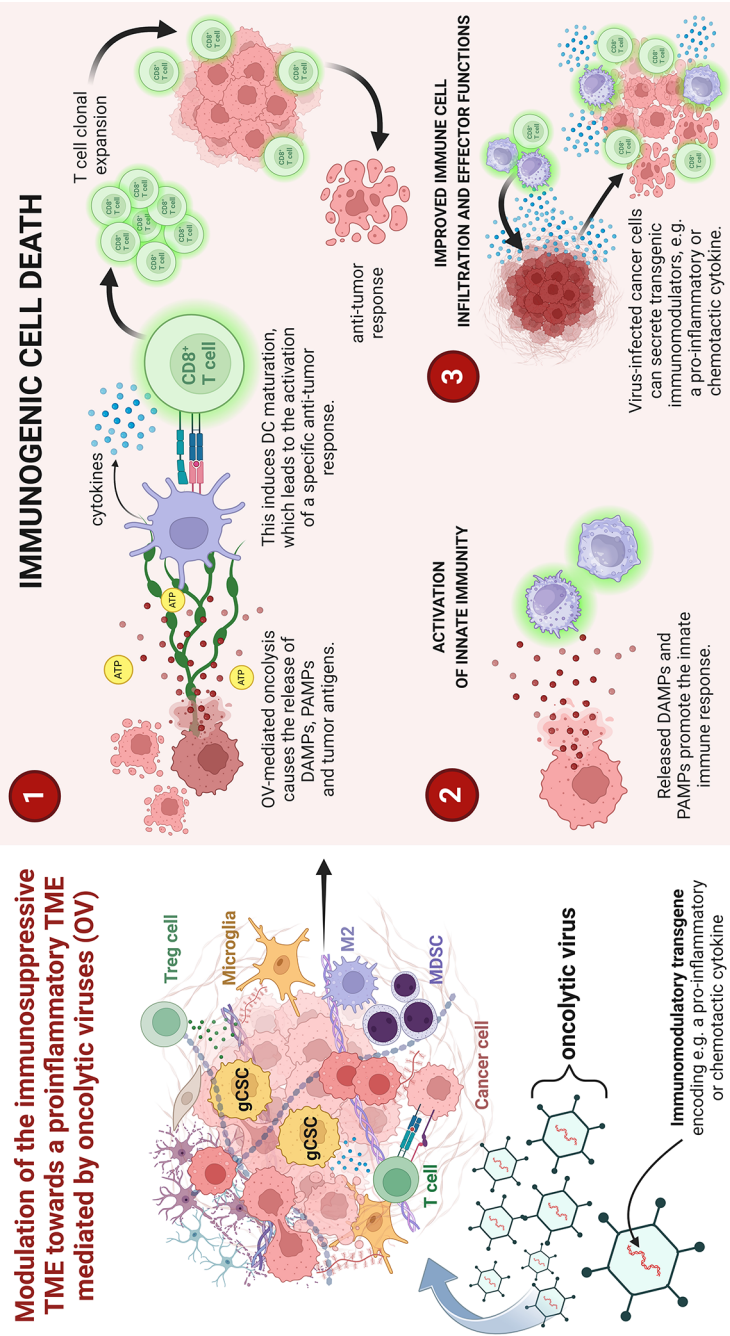 Modulation of the immunosuppressive
TME towards a proinflammatory TME
mediated by oncolytic viruses (OV)
Treg cell
Microglia
gCSC
gCSC
M2
MDSC
Cancer cell
T cell
oncolytic virus
Immunomodulatory transgene
encoding e.g. a pro-inflammatory
or chemotactic cytokine
1
IMMUNOGENIC CELL DEATH
ATP
ATP
ATP
OV-mediated oncolysis
causes the release of
DAMPs, PAMPs
and tumor antigens.
cytokines
CD8⁺
T cell
This induces DC maturation,
which leads to the activation
of a specific anti-tumor
response.
CD8⁺
T cell
CD8⁺
T cell
CD8⁺
T cell
CD8⁺
T cell
CD8⁺
T cell
CD8⁺
T cell
CD8⁺
T cell
T cell clonal
expansion
CD8⁺
T cell
CD8⁺
T cell
CD8⁺
T cell
CD8⁺
T cell
anti-tumor
response
2
ACTIVATION
OF INNATE IMMUNITY
Released DAMPs and
PAMPs promote the innate
immune response.
3
IMPROVED IMMUNE CELL
INFILTRATION AND EFFECTOR FUNCTIONS
CD8⁺
T cell
CD8⁺
T cell
CD8⁺
T cell
CD8⁺
T cell
CD8⁺
T cell
Virus-infected cancer cells
can secrete transgenic
immunomodulators, e.g.
a pro-inflammatory or
chemotactic cytokine.